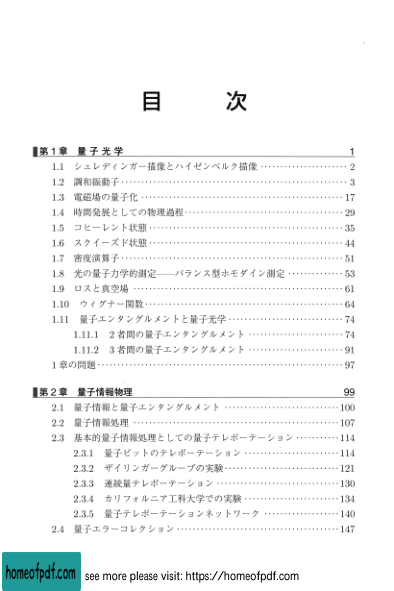 目 次
第1章 量子光学 1
1.1 シュレディンガー描像とハイゼンベルク描像 ······················ 2
1.2 調和振動子 ······················ 3
1.3 電磁場の量子化 ······················ 17
1.4 時間発展としての物理過程 ······················ 29
1.5 コヒーレント状態 ······················ 35
1.6 スクイーズド状態 ······················ 44
1.7 密度演算子 ······················ 51
1.8 光の量子力学的測定——バランス型ホモダイン測定 ·············· 53
1.9 ロスと真空場 ······················ 61
1.10 ウィグナー関数 ······················ 64
1.11 量子エンタングルメントと量子光学 ······················ 74
1.11.1 2者間の量子エンタングルメント ······················ 74
1.11.2 3者間の量子エンタングルメント ······················ 91
1章の問題 ······················ 97
第2章 量子情報物理 99
2.1 量子情報と量子エンタングルメント ······················ 100
2.2 量子情報処理 ······················ 107
2.3 基本的量子情報処理としての量子テレポーテーション ··········· 114
2.3.1 量子ビットのテレポーテーション ······················ 114
2.3.2 ザイリンガーグループの実験 ······················ 121
2.3.3 連続量テレポーテーション ······················ 130
2.3.4 カリフォルニア工科大学での実験 ······················ 134
2.3.5 量子テレポーテーションネットワーク ·················· 140
2.4 量子エラーコレクション ······················ 147
homeofpdf.com see more please visit: https://homeofpdf.com